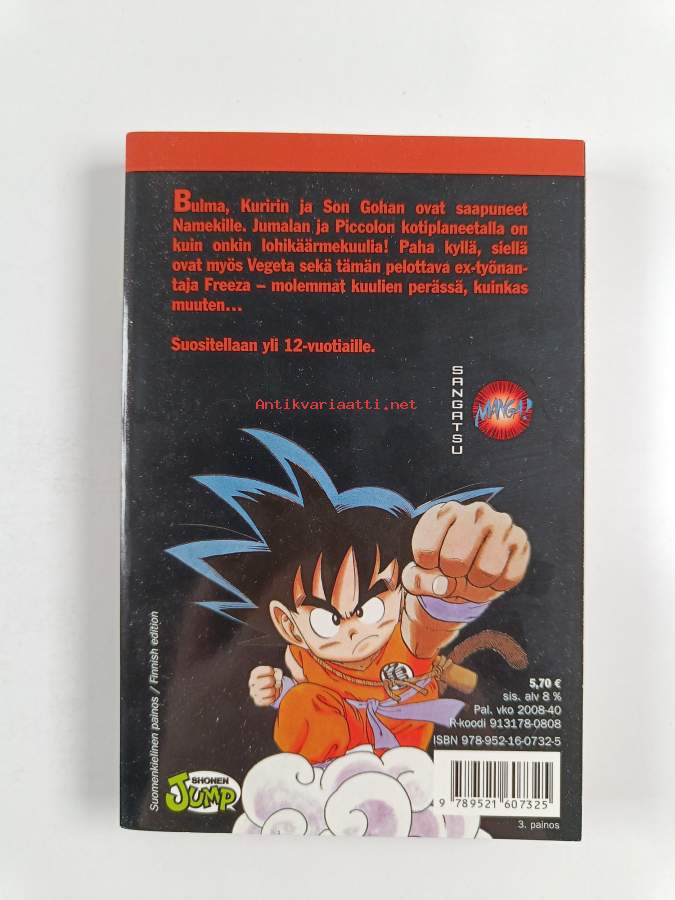 Bulma, Kuririn ja Son Gohan ovat saapuneet
Namekille. Jumalan ja Piccolon kotiplaneetalla on
kuin onkin lohikäärmekuulia! Paha kyllä, siellä
ovat myös Vegeta sekä tämän pelottava ex-työnan-
taja Freeza – molemmat kuulien perässä, kuinkas
muuten...
Suositellaan yli 12-vuotiaille.
SANGATSU
MANGA!
Antikvariaatti.net
Suomenkielinen painos / Finnish edition
SHONEN
JUMP
5,70 €
sis. alv 8 %
Pal. vko 2008-40
R-koodi 913178-0808
ISBN 978-952-16-0732-5
9 789521 607325
3. painos